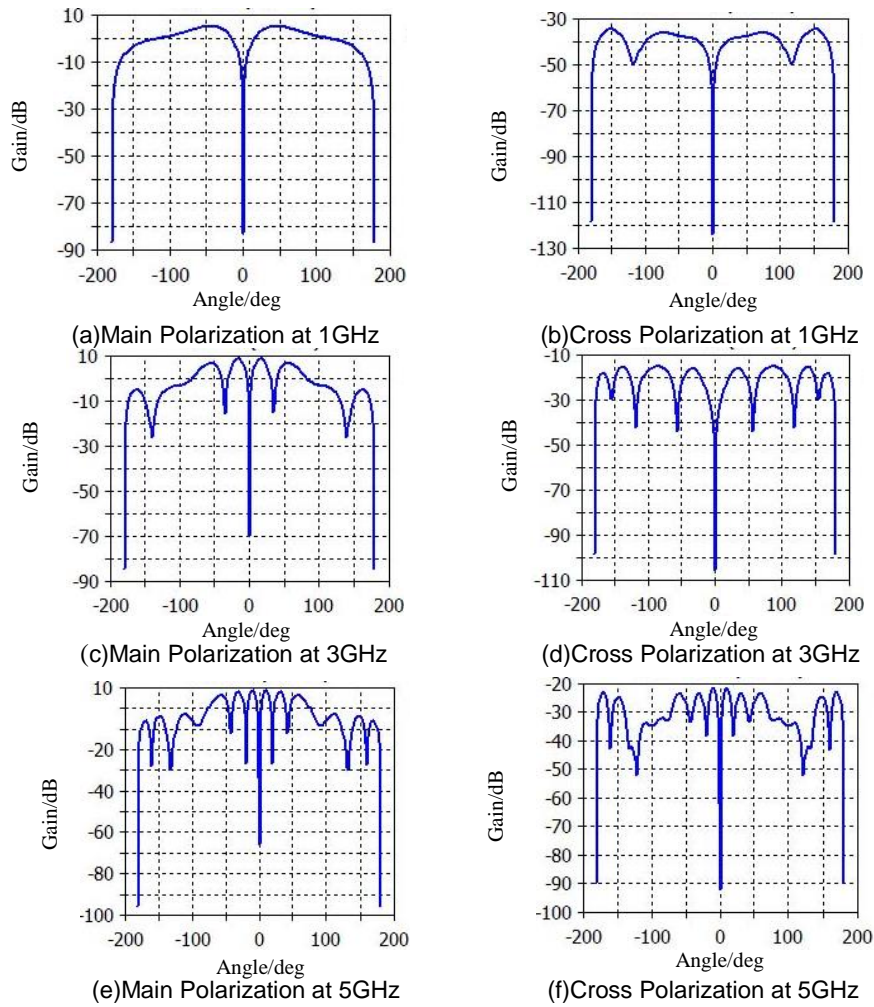 10
-10
-30
-50
-70
-90
-200 -100 0 100 200
Gain/dB
Angle/deg
(a)Main Polarization at 1GHz
-30
-50
-70
-90
-110
-130
-200 -100 0 100 200
Gain/dB
Angle/deg
(b)Cross Polarization at 1GHz
10
-10
-30
-50
-70
-90
-200 -100 0 100 200
Gain/dB
Angle/deg
(c)Main Polarization at 3GHz
-10
-30
-50
-70
-90
-110
-200 -100 0 100 200
Gain/dB
Angle/deg
(d)Cross Polarization at 3GHz
10
-20
-40
-60
-80
-100
-200 -100 0 100 200
Gain/dB
Angle/deg
(e)Main Polarization at 5GHz
-20
-30
-40
-50
-60
-70
-80
-90
-100
-200 -100 0 100 200
Gain/dB
Angle/deg
(f)Cross Polarization at 5GHz